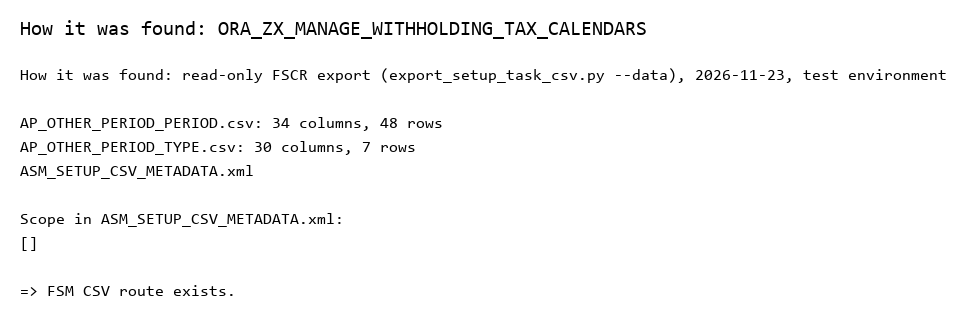 How it was found: ORA_ZX_MANAGE_WITHHOLDING_TAX_CALENDARS
How it was found: read-only FSCR export (export_setup_task_csv.py --data), 2026-11-23, test environment
AP_OTHER_PERIOD_PERIOD.csv: 34 columns, 48 rows
AP_OTHER_PERIOD_TYPE.csv: 30 columns, 7 rows
ASM_SETUP_CSV_METADATA.xml
Scope in ASM_SETUP_CSV_METADATA.xml:
[]
=> FSM CSV route exists.